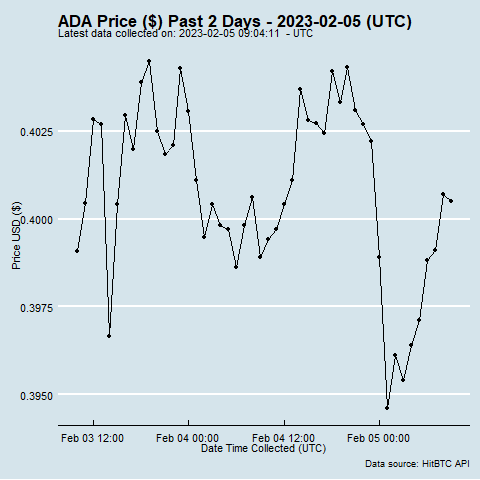 ADA Price ($) Past 2 Days - 2023-02-05 (UTC)
Latest data collected on: 2023-02-05 09:04:11 - UTC
Price USD ($)
0.4025
0.4000
0.3975
0.3950
Feb 03 12:00
Feb 04 00:00
Feb 04 12:00
Feb 05 00:00
Date Time Collected (UTC)
Data source: HitBTC API